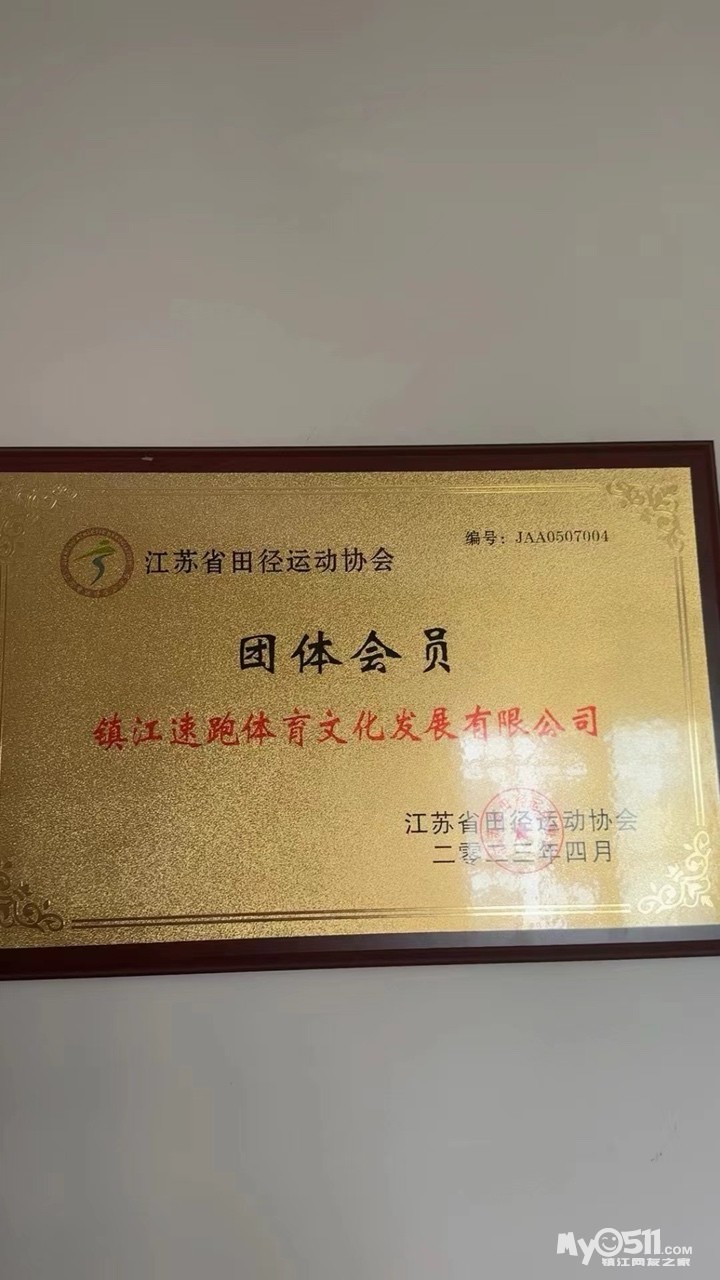 编号：JAA0507004
江苏省田径运动协会
团体会员
镇江速跑体育文化发展有限公司
江苏省田径运动协会
二零二三年四月
MY0511.COM
镇江网友之家